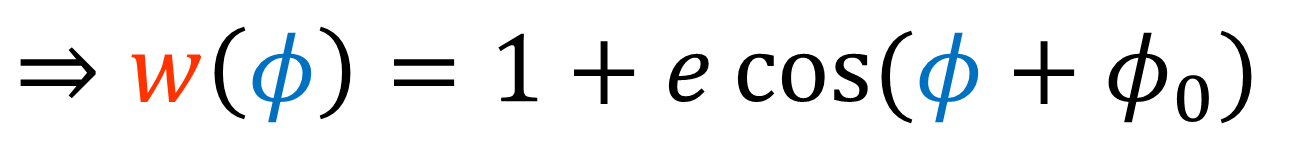 ⇒ w(ϕ) = 1 + e cos(ϕ + ϕ₀)